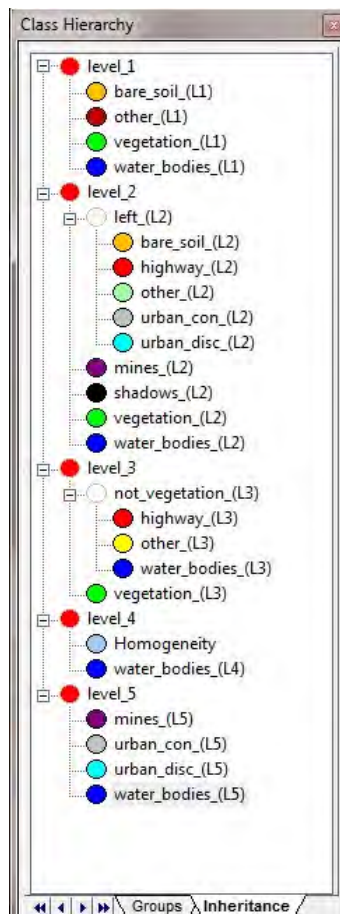 Class Hierarchy
level_1
bare_soil_(L1)
other_(L1)
vegetation_(L1)
water_bodies_(L1)
level_2
left_(L2)
bare_soil_(L2)
highway_(L2)
other_(L2)
urban_con_(L2)
urban_disc_(L2)
mines_(L2)
shadows_(L2)
vegetation_(L2)
water_bodies_(L2)
level_3
not_vegetation_(L3)
highway_(L3)
other_(L3)
water_bodies_(L3)
vegetation_(L3)
level_4
Homogeneity
water_bodies_(L4)
level_5
mines_(L5)
urban_con_(L5)
urban_disc_(L5)
water_bodies_(L5)
Groups Inheritance